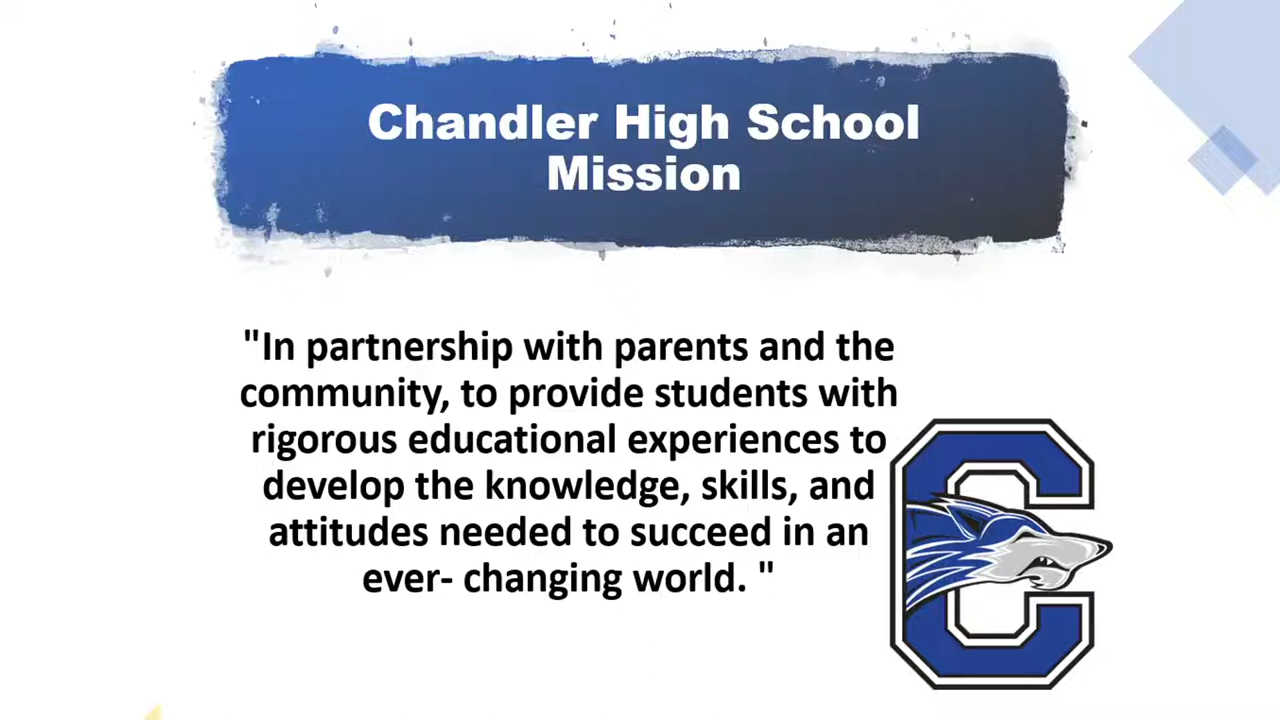 Chandler High School
Mission
"In partnership with parents and the
community, to provide students with
rigorous educational experiences to
develop the knowledge, skills, and
attitudes needed to succeed in an
ever- changing world. "
C